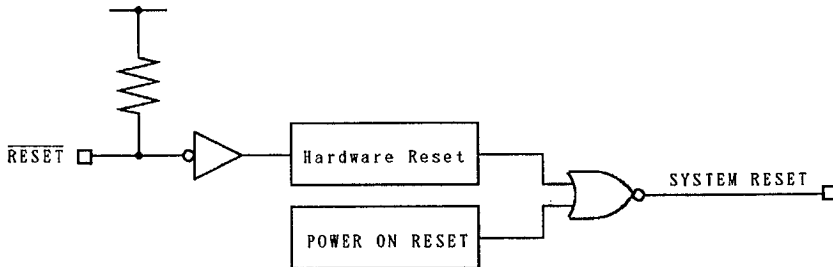 RESET
Hardware Reset
SYSTEM RESET
POWER ON RESET